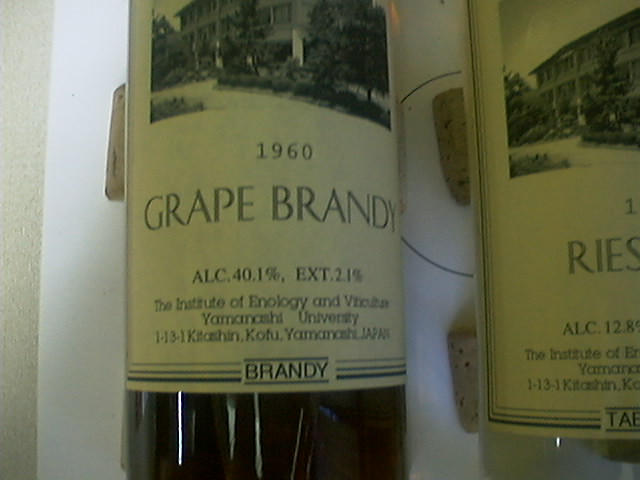 1960
GRAPE BRANDY
ALC.40.1%, EXT.2.1%
The Institute of Enology and Viticulture
Yamanashi University
1-13-1 Kitashin, Kofu, Yamanashi, JAPAN
BRANDY
1
RIES
ALC.12.8%
The Institute of En
Yamana
1-13-1 Kitashin, Ko
TAB